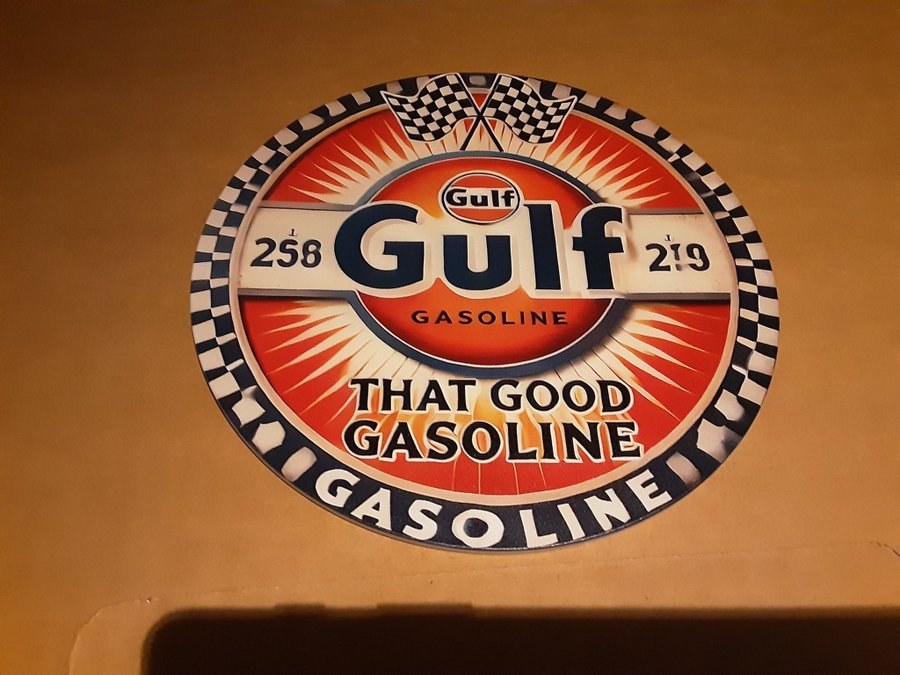 Gulf
Gulf
258
219
GASOLINE
THAT GOOD
GASOLINE
GASOLINE